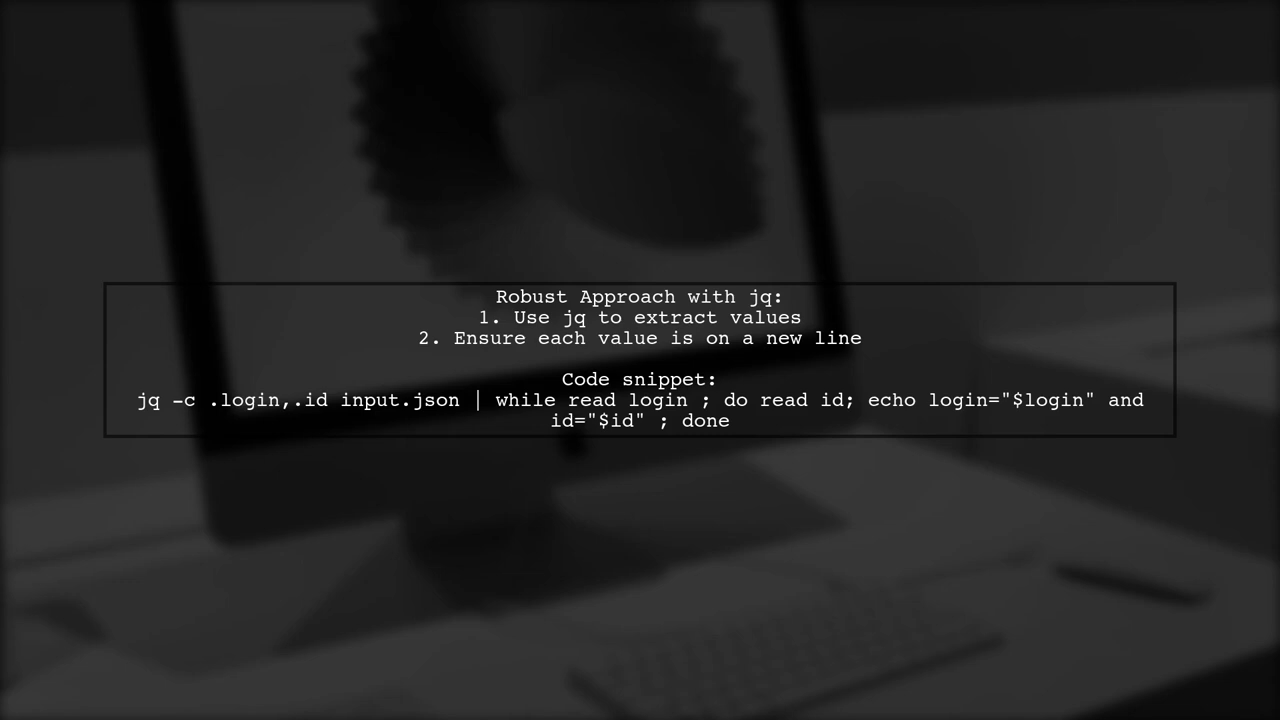 Robust Approach with jq:
1. Use jq to extract values
2. Ensure each value is on a new line
Code snippet:
jq -c .login,.id input.json | while read login ; do read id; echo login="$login" and
id="$id" ; done